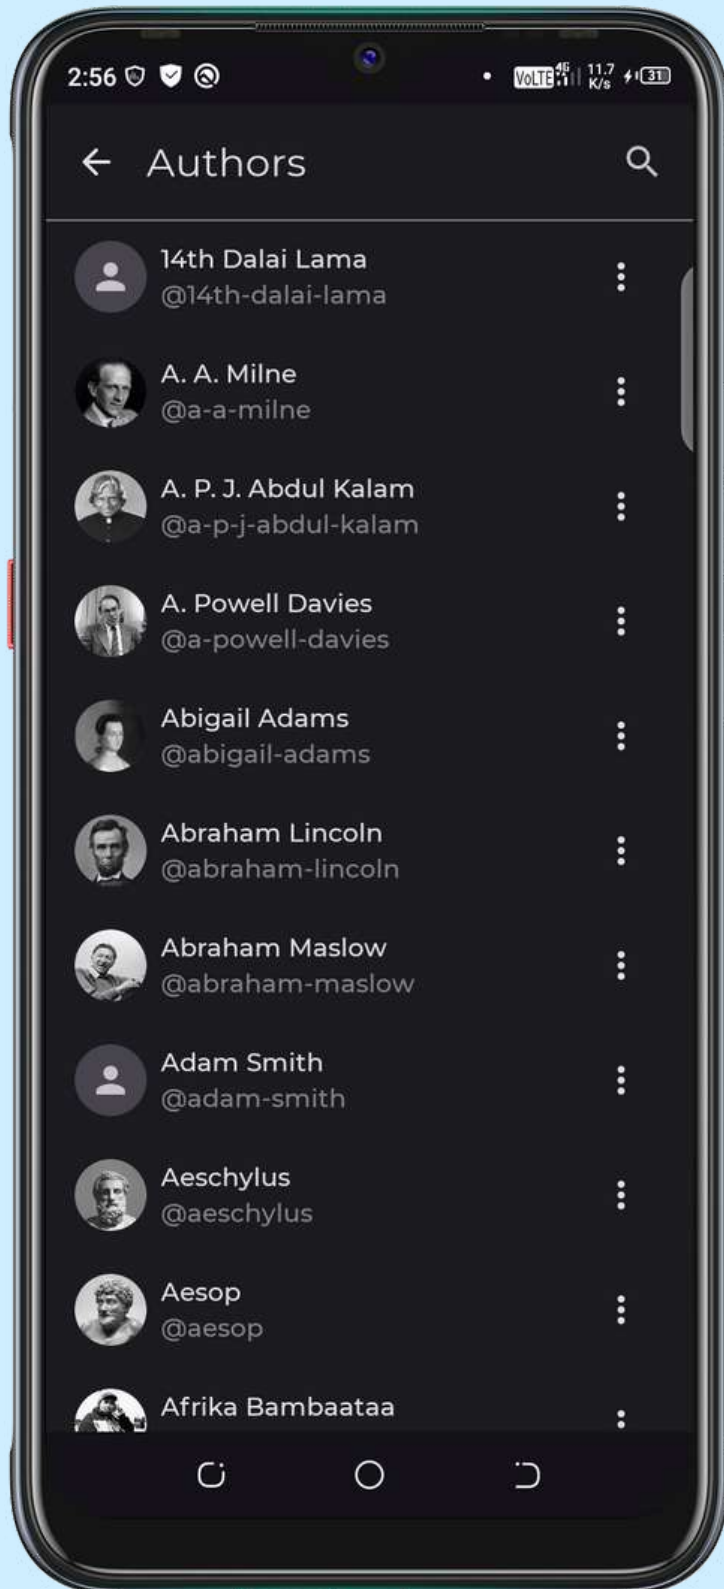 2:56
VoLTE 4G 11.7 K/s 31
Authors
14th Dalai Lama
@14th-dalai-lama
A. A. Milne
@a-a-milne
A. P. J. Abdul Kalam
@a-p-j-abdul-kalam
A. Powell Davies
@a-powell-davies
Abigail Adams
@abigail-adams
Abraham Lincoln
@abraham-lincoln
Abraham Maslow
@abraham-maslow
Adam Smith
@adam-smith
Aeschylus
@aeschylus
Aesop
@aesop
Afrika Bambaataa